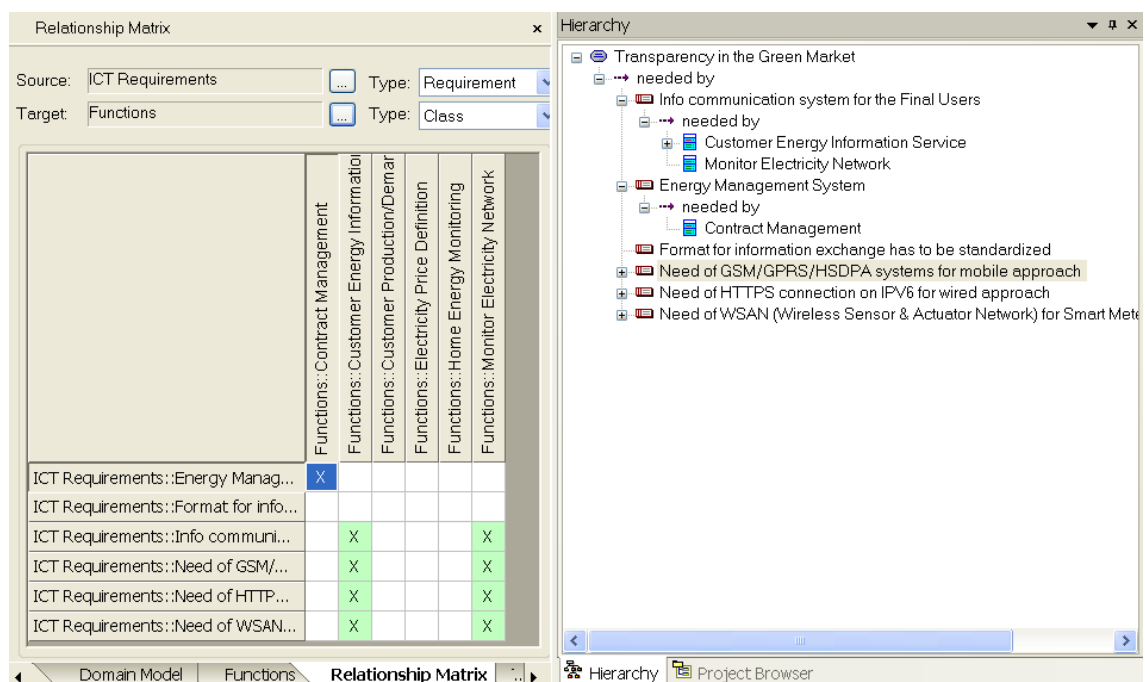 Relationship Matrix
Source: ICT Requirements ... Type: Requirement
Target: Functions ... Type: Class
Functions::Contract Management
Functions::Customer Energy Informatio
Functions::Customer Production/Demar
Functions::Electricity Price Definition
Functions::Home Energy Monitoring
Functions::Monitor Electricity Network
ICT Requirements::Energy Manag... X
ICT Requirements::Format for info...
ICT Requirements::Info communi... X X
ICT Requirements::Need of GSM/... X X
ICT Requirements::Need of HTTP... X X
ICT Requirements::Need of WSAN... X X
Domain Model Functions Relationship Matrix
Hierarchy
Transparency in the Green Market
needed by
Info communication system for the Final Users
needed by
Customer Energy Information Service
Monitor Electricity Network
Energy Management System
needed by
Contract Management
Format for information exchange has to be standardized
Need of GSM/GPRS/HSDPA systems for mobile approach
Need of HTTPS connection on IPV6 for wired approach
Need of WSAN (Wireless Sensor & Actuator Network) for Smart Mete
Hierarchy Project Browser